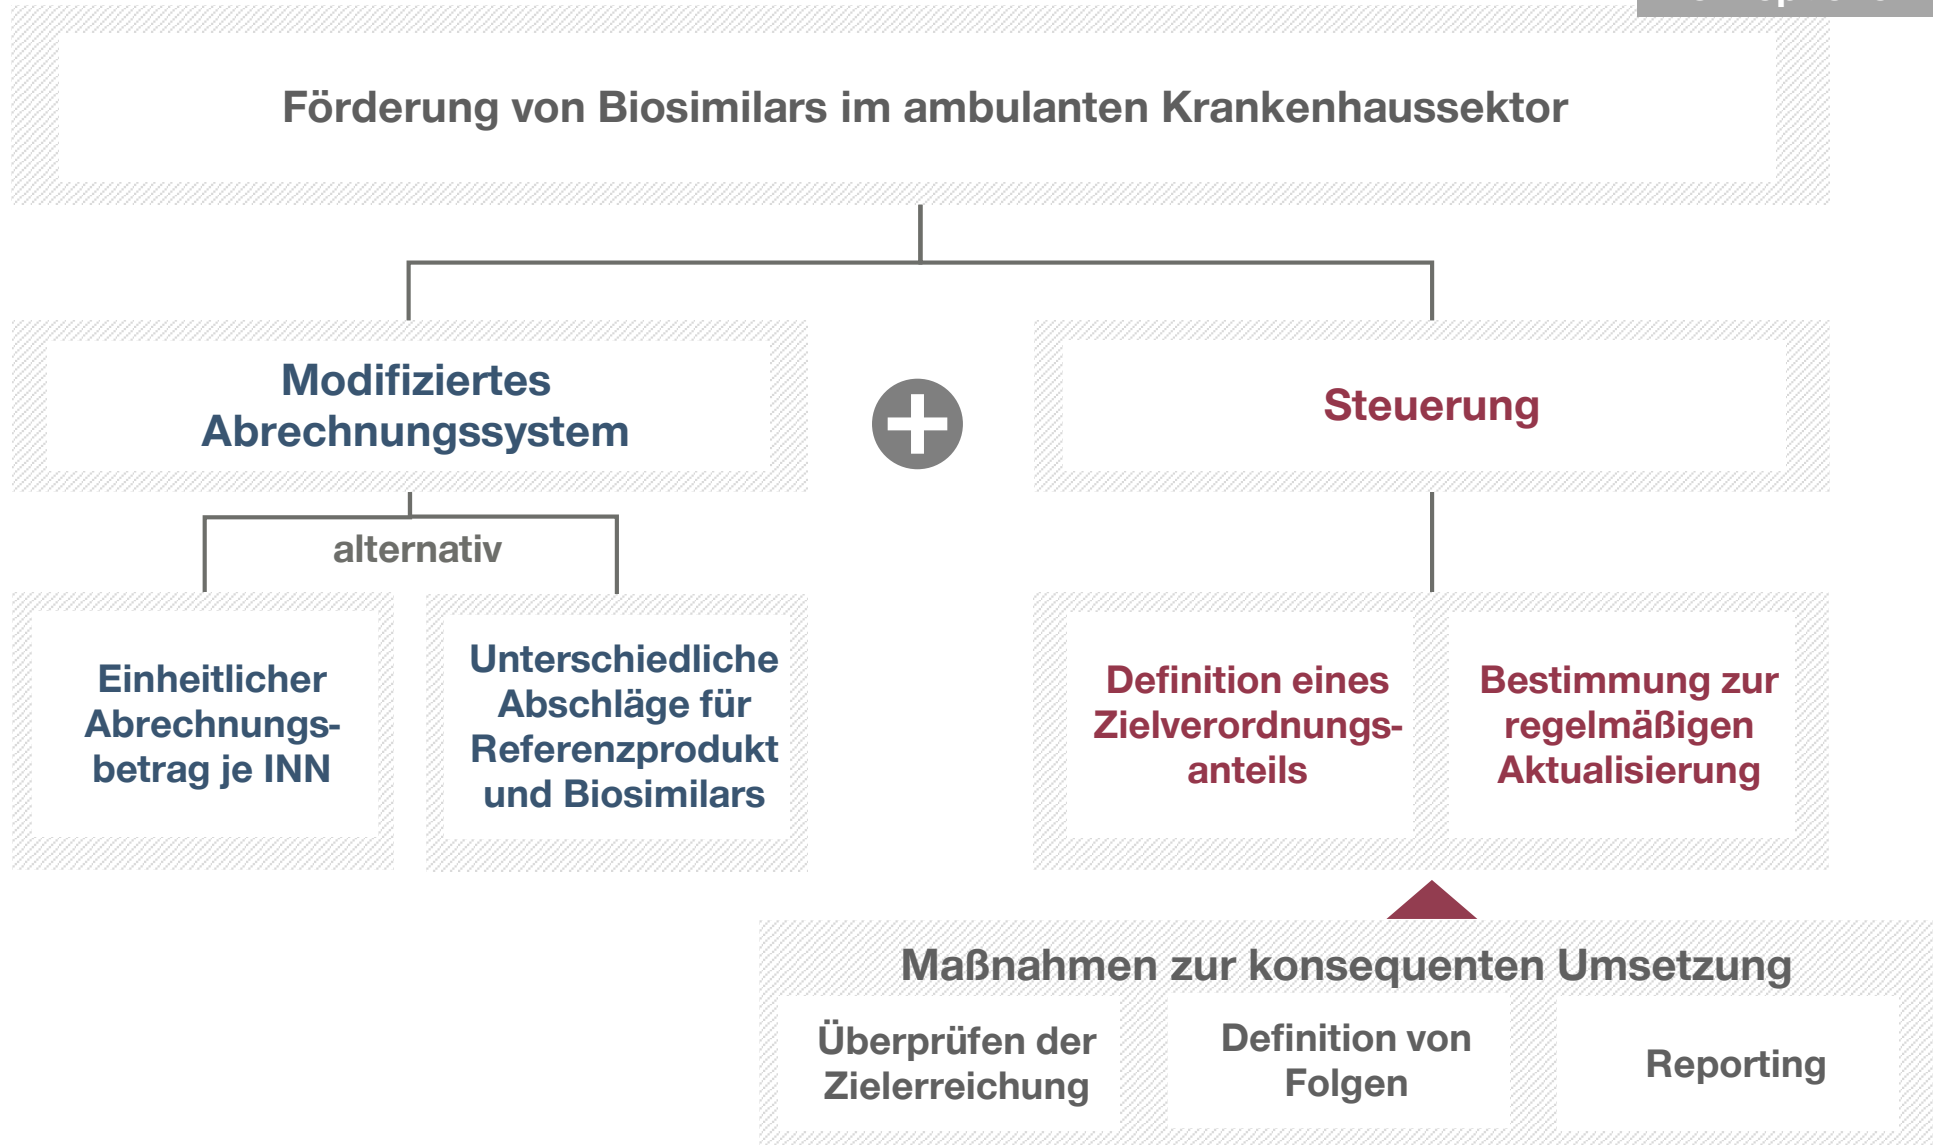 Förderung von Biosimilars im ambulanten Krankenhaussektor
Modifiziertes
Abrechnungssystem
Steuerung
alternativ
Einheitlicher
Abrechnungs-
betrag je INN
Unterschiedliche
Abschläge für
Referenzprodukt
und Biosimilars
Definition eines
Zielverordnungs-
anteils
Bestimmung zur
regelmäßigen
Aktualisierung
Maßnahmen zur konsequenten Umsetzung
Überprüfen der
Zielerreichung
Definition von
Folgen
Reporting